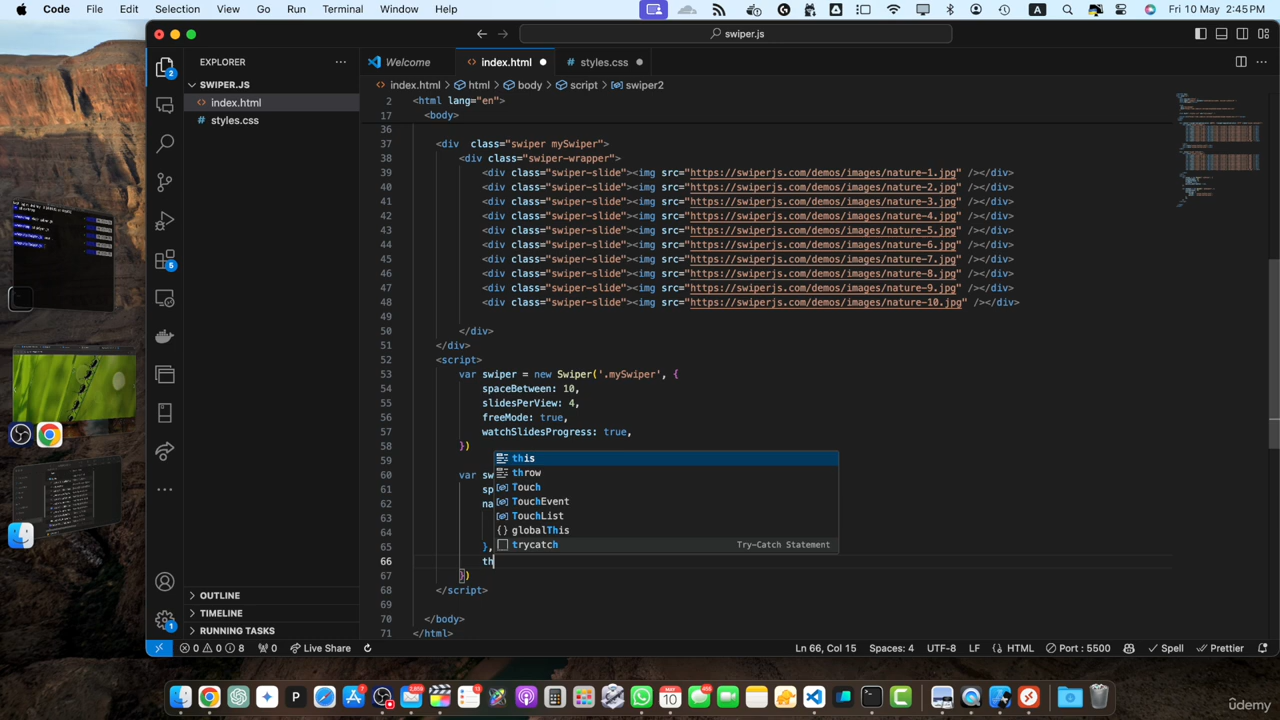 Code File Edit Selection View Go Run Terminal Window Help A Fri 10 May 2:45 PM
swiper.js
EXPLORER
Welcome
index.html
styles.css
SWIPER.JS
index.html
styles.css
index.html > html > body > script > swiper2
2 <html lang="en">
17 <body>
36
37 <div  class="swiper mySwiper">
38 <div class="swiper-wrapper">
39 <div class="swiper-slide"><img src="https://swiperjs.com/demos/images/nature-1.jpg" /></div>
40 <div class="swiper-slide"><img src="https://swiperjs.com/demos/images/nature-2.jpg" /></div>
41 <div class="swiper-slide"><img src="https://swiperjs.com/demos/images/nature-3.jpg" /></div>
42 <div class="swiper-slide"><img src="https://swiperjs.com/demos/images/nature-4.jpg" /></div>
43 <div class="swiper-slide"><img src="https://swiperjs.com/demos/images/nature-5.jpg" /></div>
44 <div class="swiper-slide"><img src="https://swiperjs.com/demos/images/nature-6.jpg" /></div>
45 <div class="swiper-slide"><img src="https://swiperjs.com/demos/images/nature-7.jpg" /></div>
46 <div class="swiper-slide"><img src="https://swiperjs.com/demos/images/nature-8.jpg" /></div>
47 <div class="swiper-slide"><img src="https://swiperjs.com/demos/images/nature-9.jpg" /></div>
48 <div class="swiper-slide"><img src="https://swiperjs.com/demos/images/nature-10.jpg" /></div>
49
50 </div>
51 </div>
52 <script>
53 var swiper = new Swiper('.mySwiper', {
54 spaceBetween: 10,
55 slidesPerView: 4,
56 freeMode: true,
57 watchSlidesProgress: true,
58 })
59
60 var sw
61 sp
62 na
63
64
65 },
66 th
67 })
68 </script>
69
70 </body>
71 </html>
this
throw
Touch
TouchEvent
TouchList
globalThis
trycatch Try-Catch Statement
OUTLINE
TIMELINE
RUNNING TASKS
0 0 8 0 Live Share Ln 66, Col 15 Spaces: 4 UTF-8 LF HTML Port : 5500 Spell Prettier
ûdemy